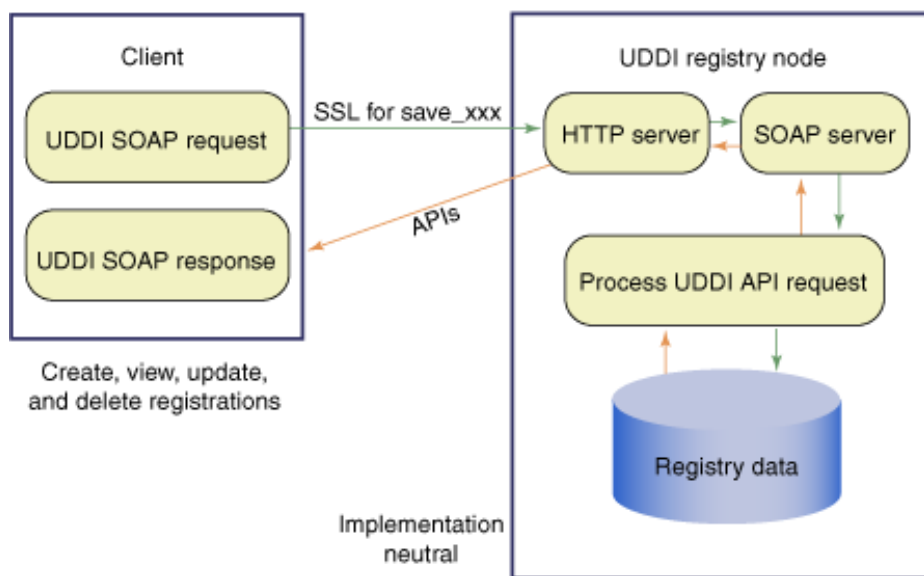 Client
UDDI SOAP request
UDDI SOAP response
Create, view, update,
and delete registrations
SSL for save_xxx
APIs
UDDI registry node
HTTP server
SOAP server
Process UDDI API request
Registry data
Implementation
neutral